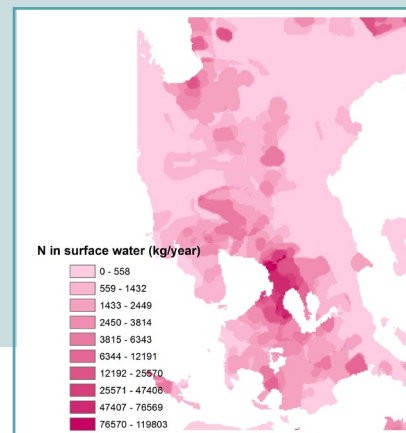 N in surface water (kg/year)
0 - 558
559 - 1432
1433 - 2449
2450 - 3814
3815 - 6343
6344 - 12191
12192 - 25570
25571 - 47406
47407 - 76569
76570 - 119803